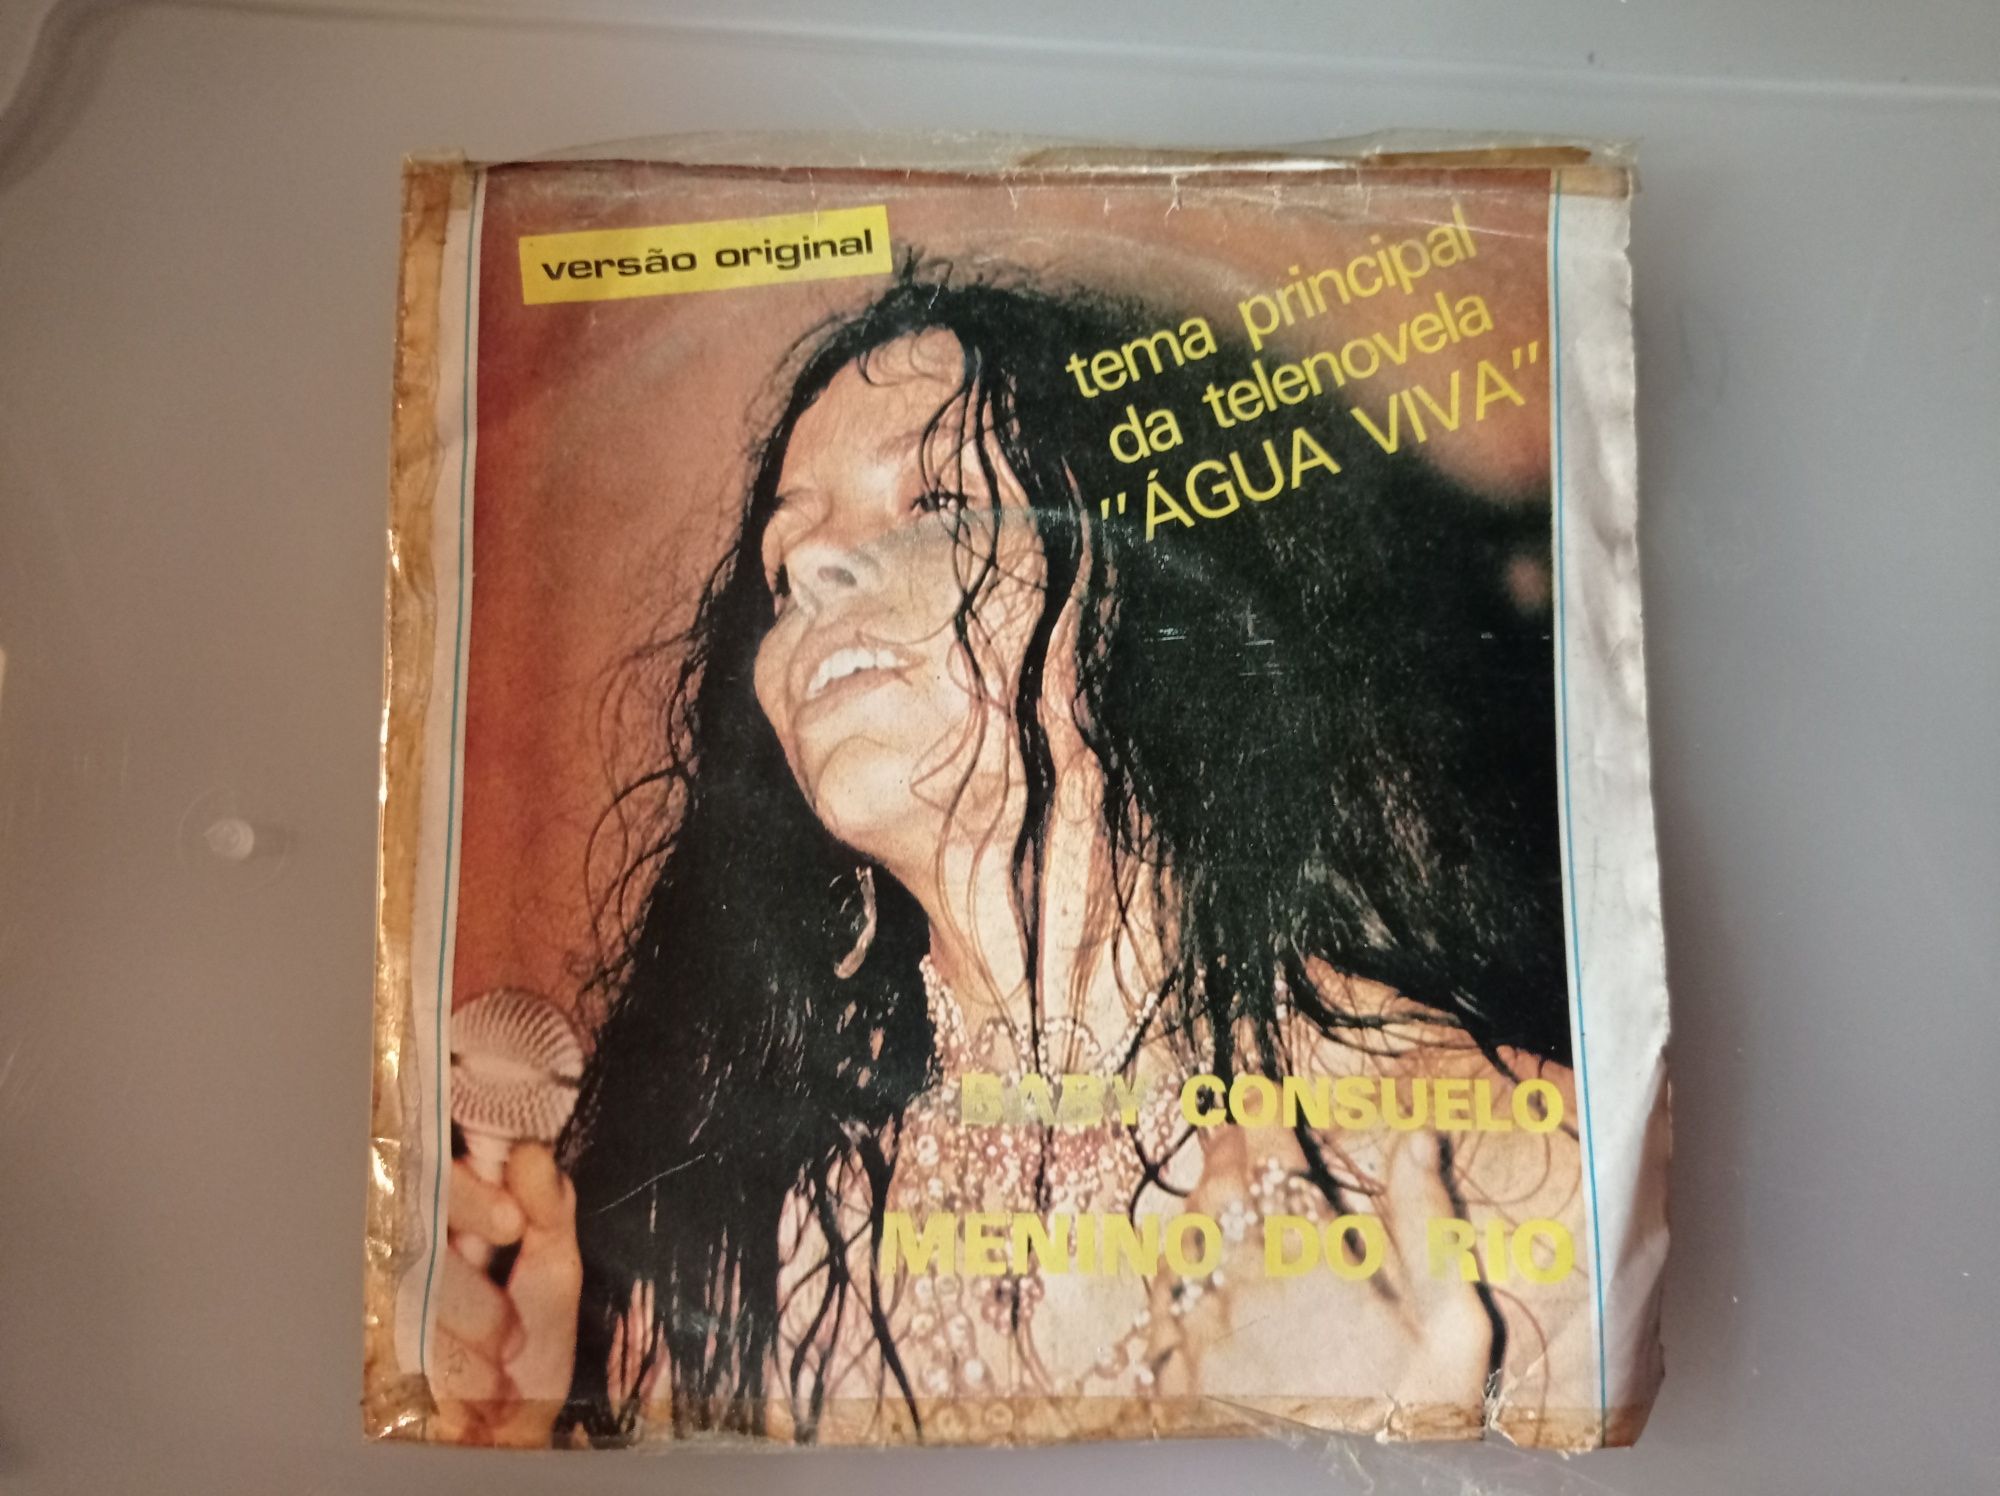 versão original
tema principal
da telenovela
"ÁGUA VIVA"
BABY CONSUELO
MENINO DO RIO